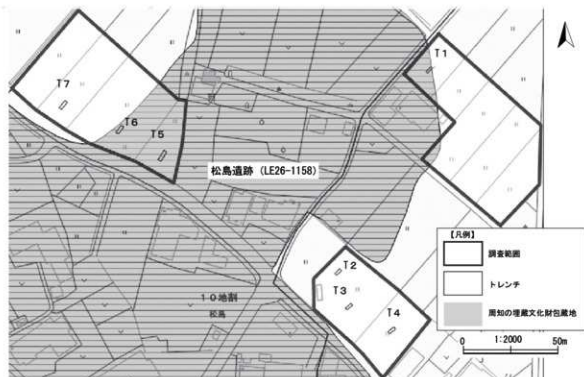 T1
T7
T6
T5
松島遺跡 (LE26-1158)
T2
T3
T4
10地割
松島
【凡例】
調査範囲
トレンチ
周知の埋蔵文化財包蔵地
1:2000
0 50m